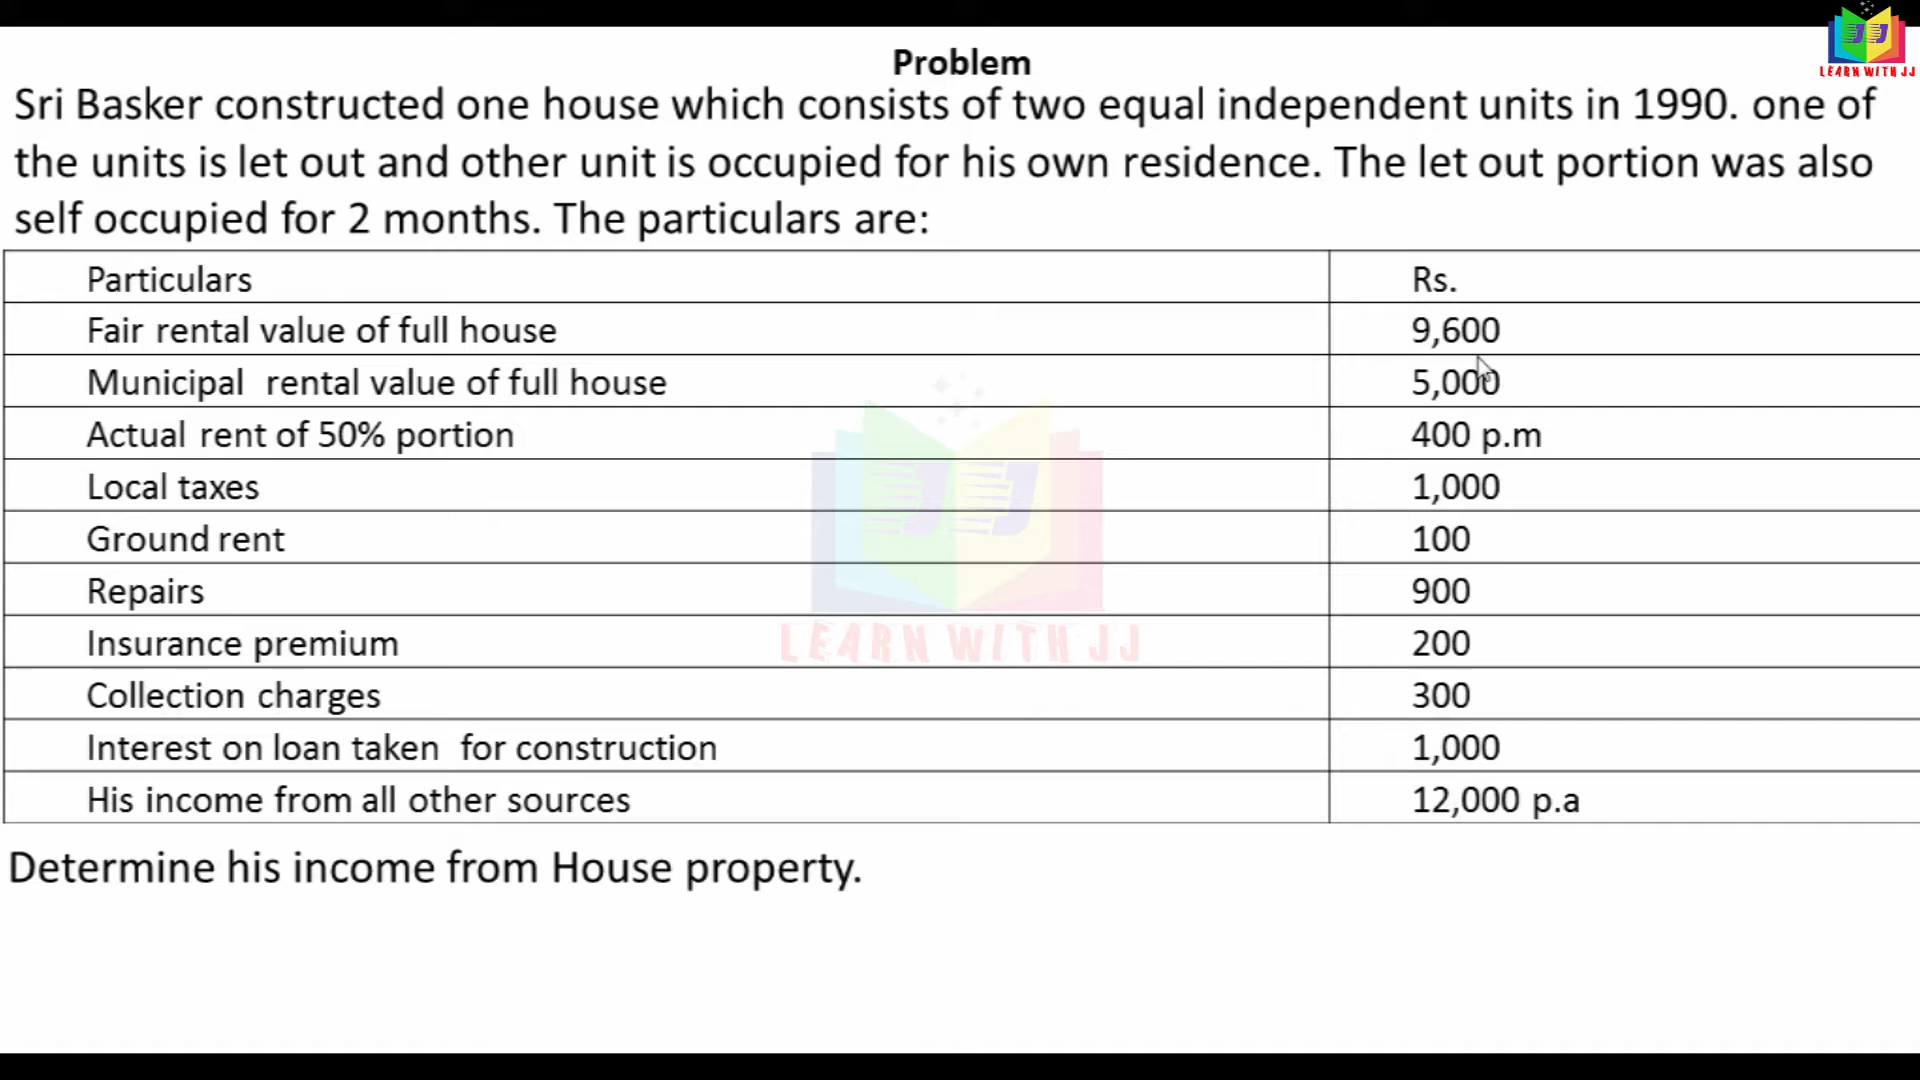 LEARN WITH JJ
Problem
Sri Basker constructed one house which consists of two equal independent units in 1990. one of
the units is let out and other unit is occupied for his own residence. The let out portion was also
self occupied for 2 months. The particulars are:
Particulars Rs.
Fair rental value of full house 9,600
Municipal rental value of full house 5,000
Actual rent of 50% portion 400 p.m
Local taxes 1,000
Ground rent 100
Repairs 900
Insurance premium 200
LEARN WITH JJ
Collection charges 300
Interest on loan taken for construction 1,000
His income from all other sources 12,000 p.a
Determine his income from House property.